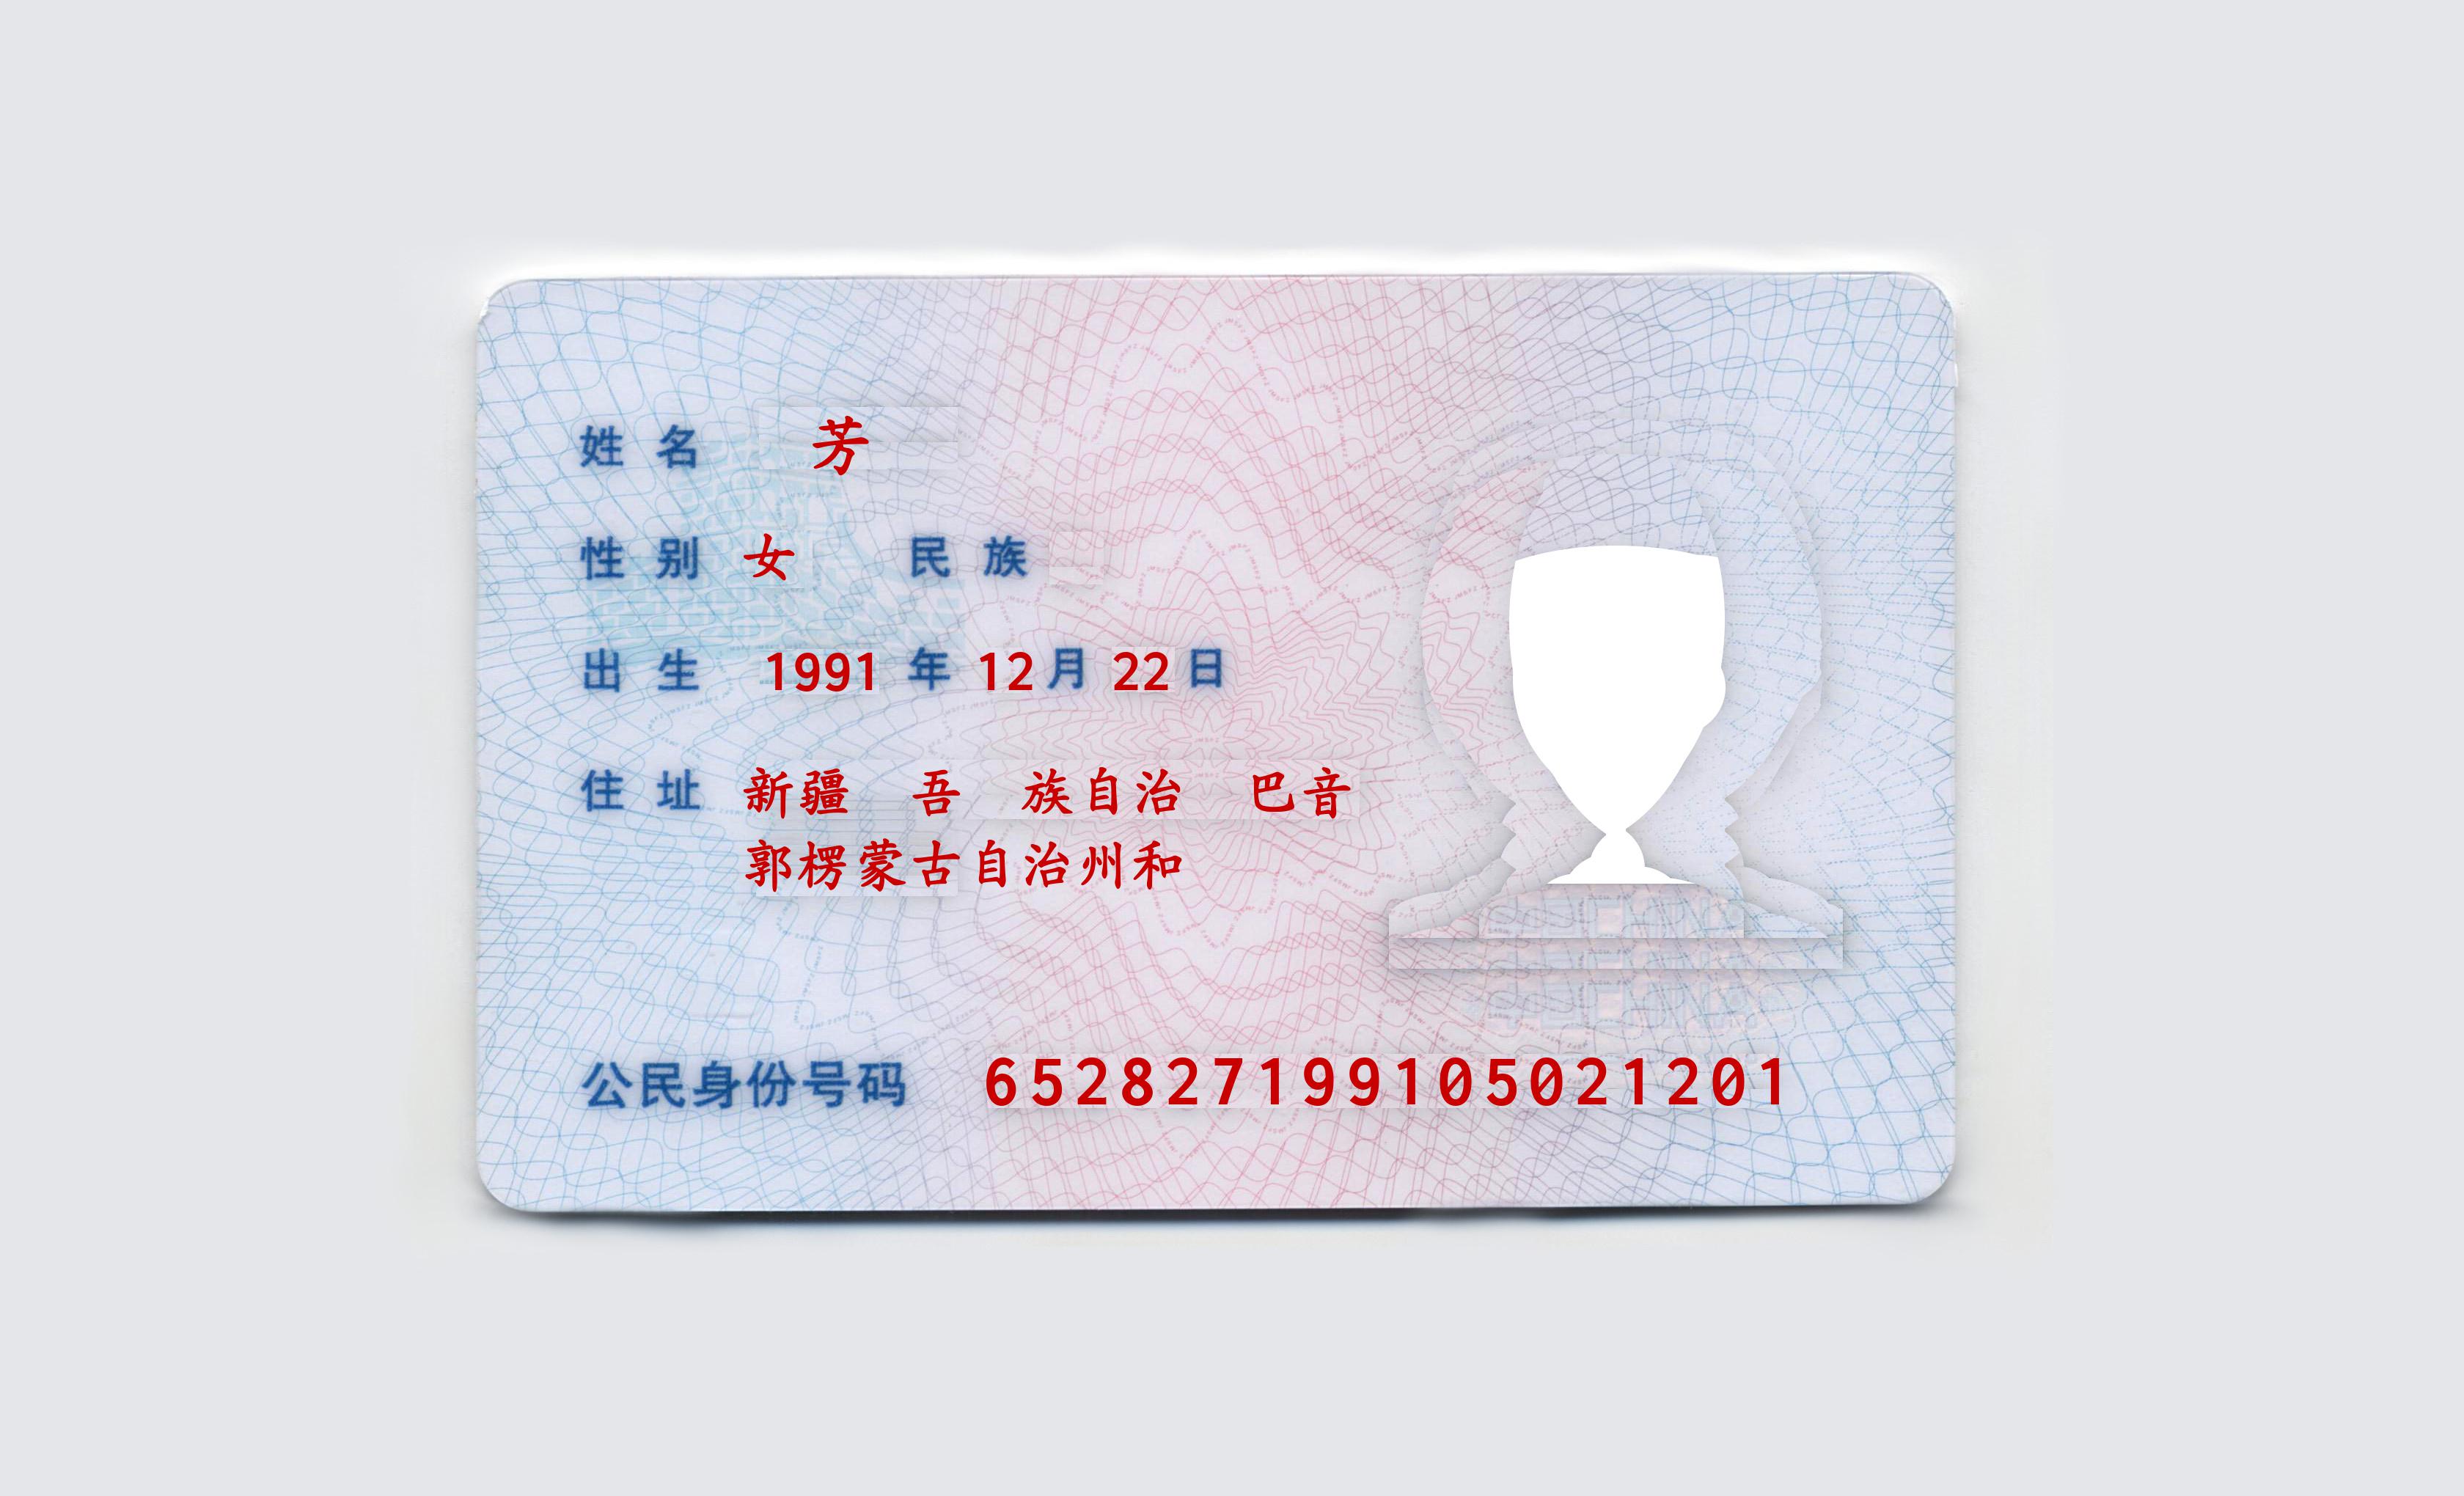 姓名 芳
性别 女 民族
出生 1991 年 12 月 22 日
住址 新疆 吾 族自治 巴音
郭楞蒙古自治州和
公民身份号码 652827199105021201